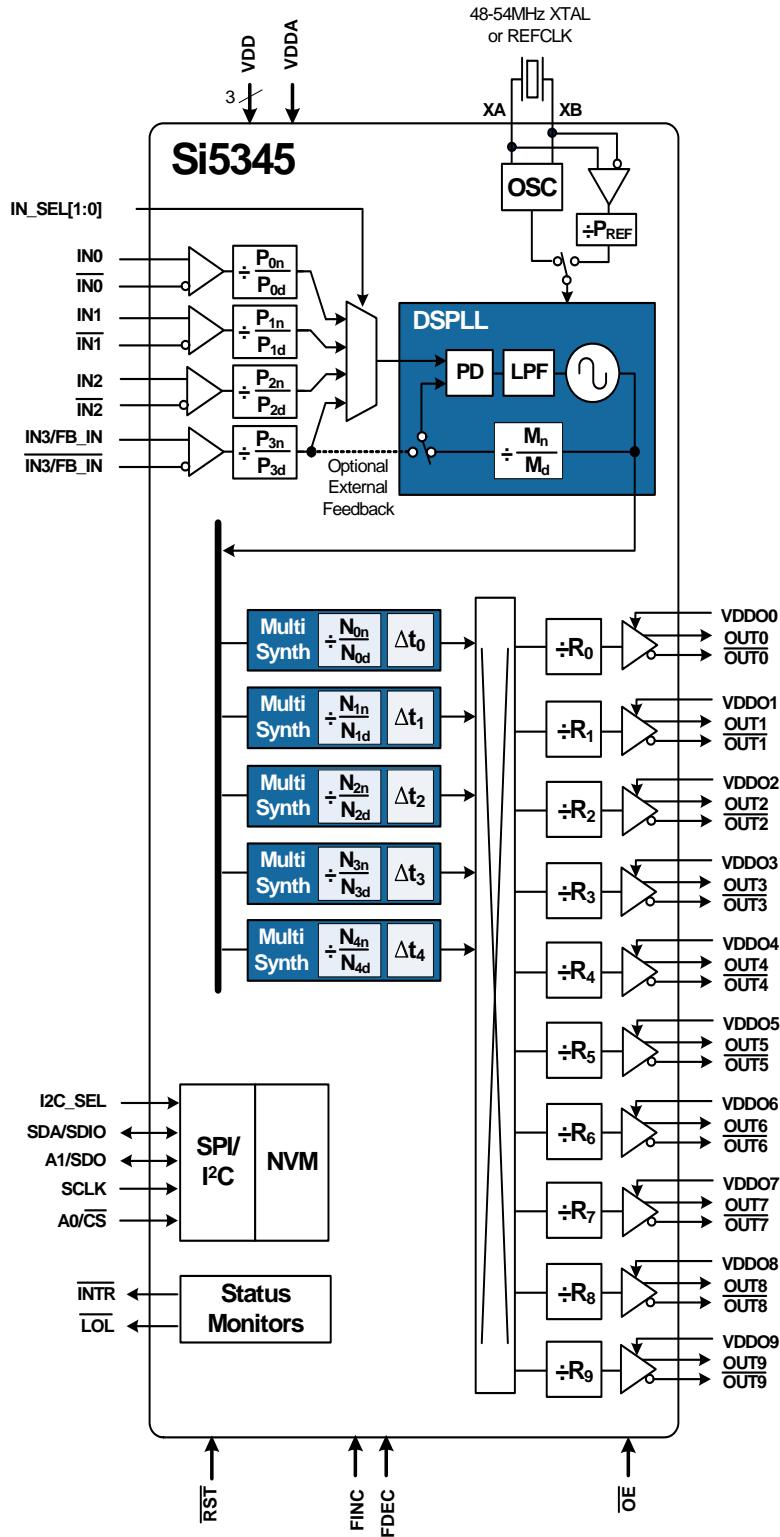 48-54MHz XTAL
or REFCLK
VDD
VDDA
3
XA
XB
Si5345
OSC
÷PREF
IN_SEL[1:0]
IN0
IN0
÷ P0n
P0d
IN1
IN1
÷ P1n
P1d
IN2
IN2
÷ P2n
P2d
IN3/FB_IN
IN3/FB_IN
÷ P3n
P3d
DSPLL
PD
LPF
÷ Mn
Md
Optional
External
Feedback
Multi
Synth
÷ N0n
N0d
Δt0
Multi
Synth
÷ N1n
N1d
Δt1
Multi
Synth
÷ N2n
N2d
Δt2
Multi
Synth
÷ N3n
N3d
Δt3
Multi
Synth
÷ N4n
N4d
Δt4
÷R0
VDDO0
OUT0
OUT0
÷R1
VDDO1
OUT1
OUT1
÷R2
VDDO2
OUT2
OUT2
÷R3
VDDO3
OUT3
OUT3
÷R4
VDDO4
OUT4
OUT4
÷R5
VDDO5
OUT5
OUT5
÷R6
VDDO6
OUT6
OUT6
÷R7
VDDO7
OUT7
OUT7
÷R8
VDDO8
OUT8
OUT8
÷R9
VDDO9
OUT9
OUT9
I2C_SEL
SDA/SDIO
A1/SDO
SCLK
A0/CS
SPI/
I²C
NVM
INTR
LOL
Status
Monitors
RST
FINC
FDEC
OE